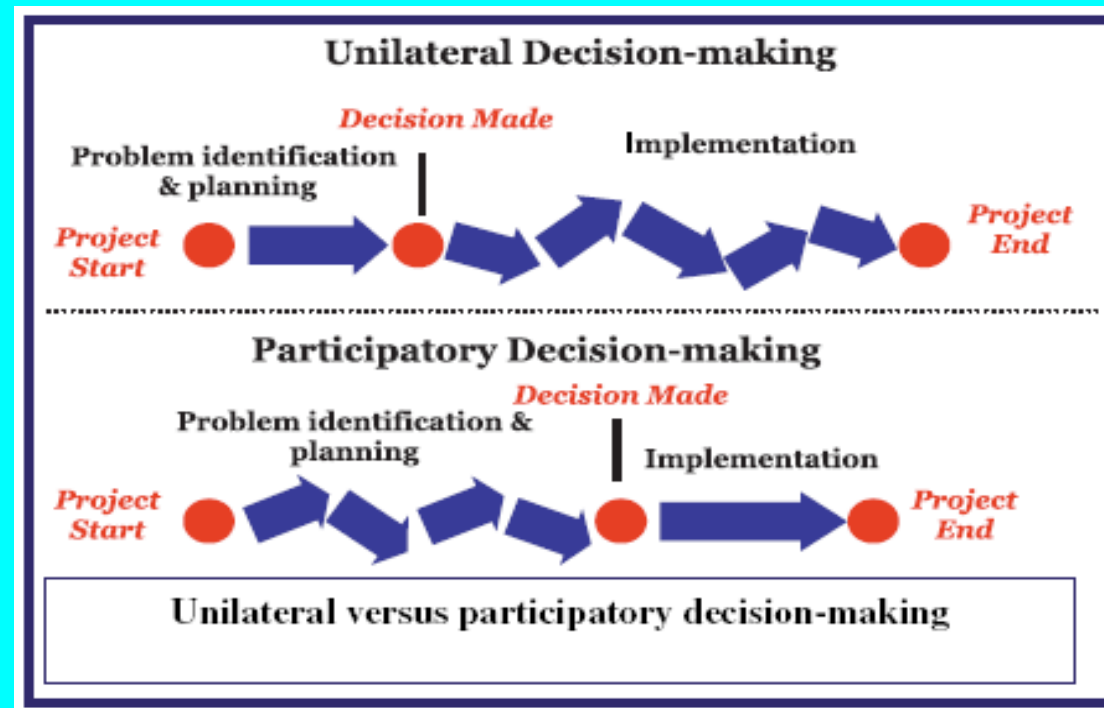 Unilateral Decision-making
Decision Made
Implementation
Problem identification
& planning
Project
Start
Project
End
Participatory Decision-making
Decision Made
Problem identification &
planning
Implementation
Project
Start
Project
End
Unilateral versus participatory decision-making